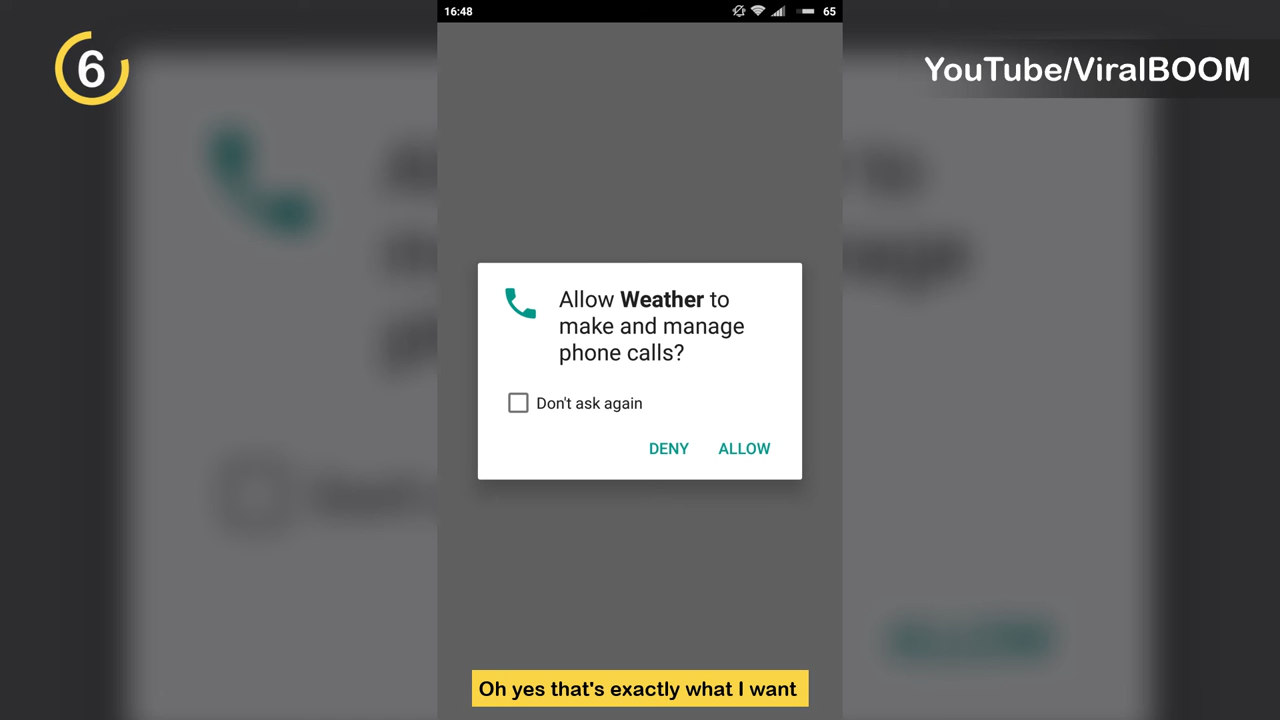 16:48
65
6
YouTube/ViralBOOM
Allow Weather to
make and manage
phone calls?
Don't ask again
DENY
ALLOW
Oh yes that's exactly what I want